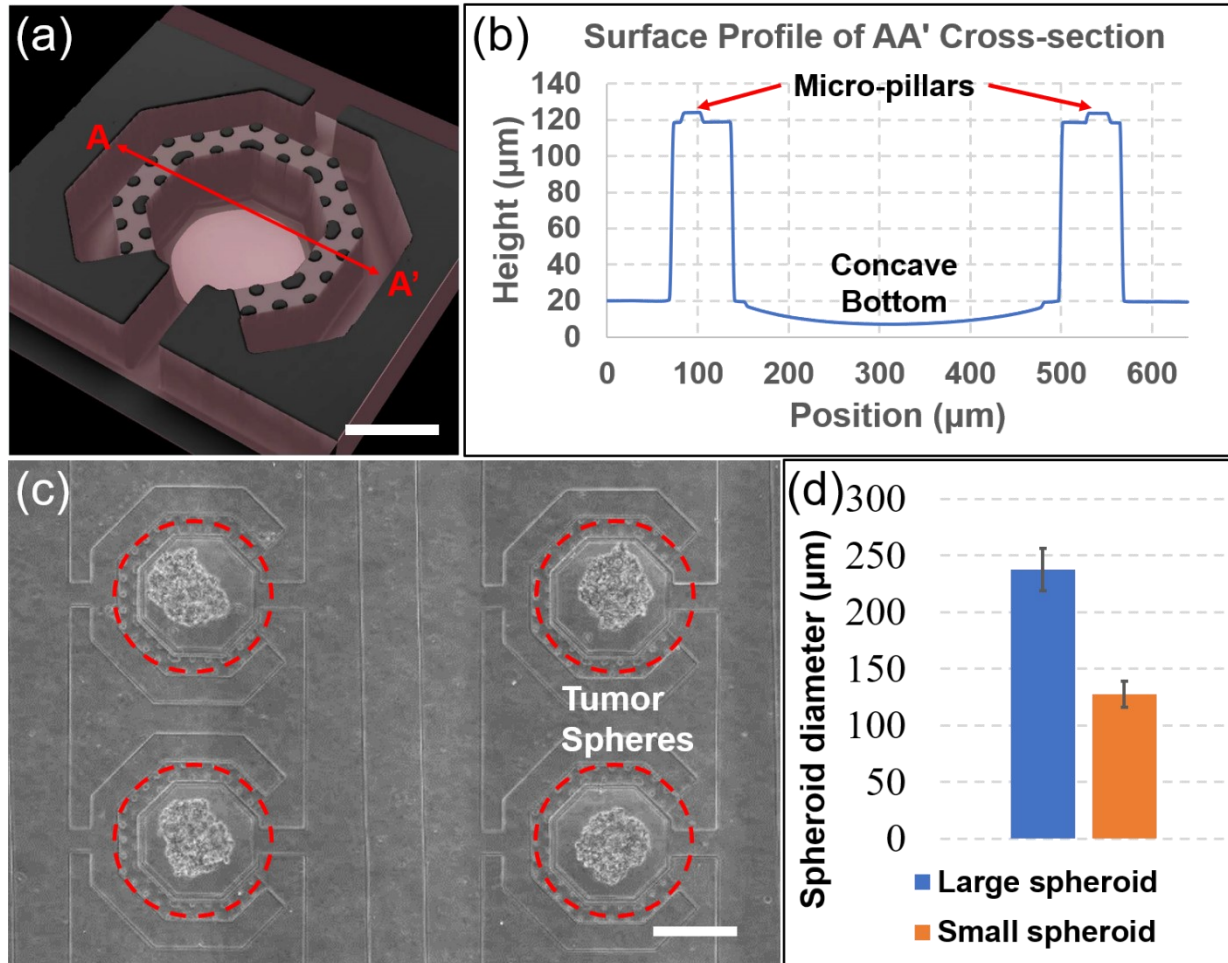 (a)
A
A’
(b)
Surface Profile of AA' Cross-section
Height (µm)
140
120
100
80
60
40
20
0
Micro-pillars
Concave
Bottom
0 100 200 300 400 500 600
Position (µm)
(c)
Tumor
Spheres
(d)
Spheroid diameter (µm)
300
250
200
150
100
50
0
Large spheroid
Small spheroid